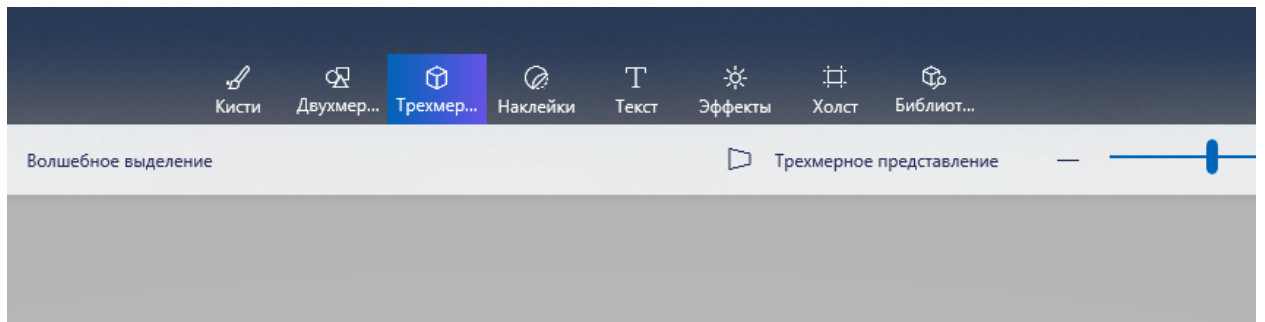 Кисти Двухмер... Трехмер... Наклейки Текст Эффекты Холст Библиот...
Волшебное выделение Трехмерное представление